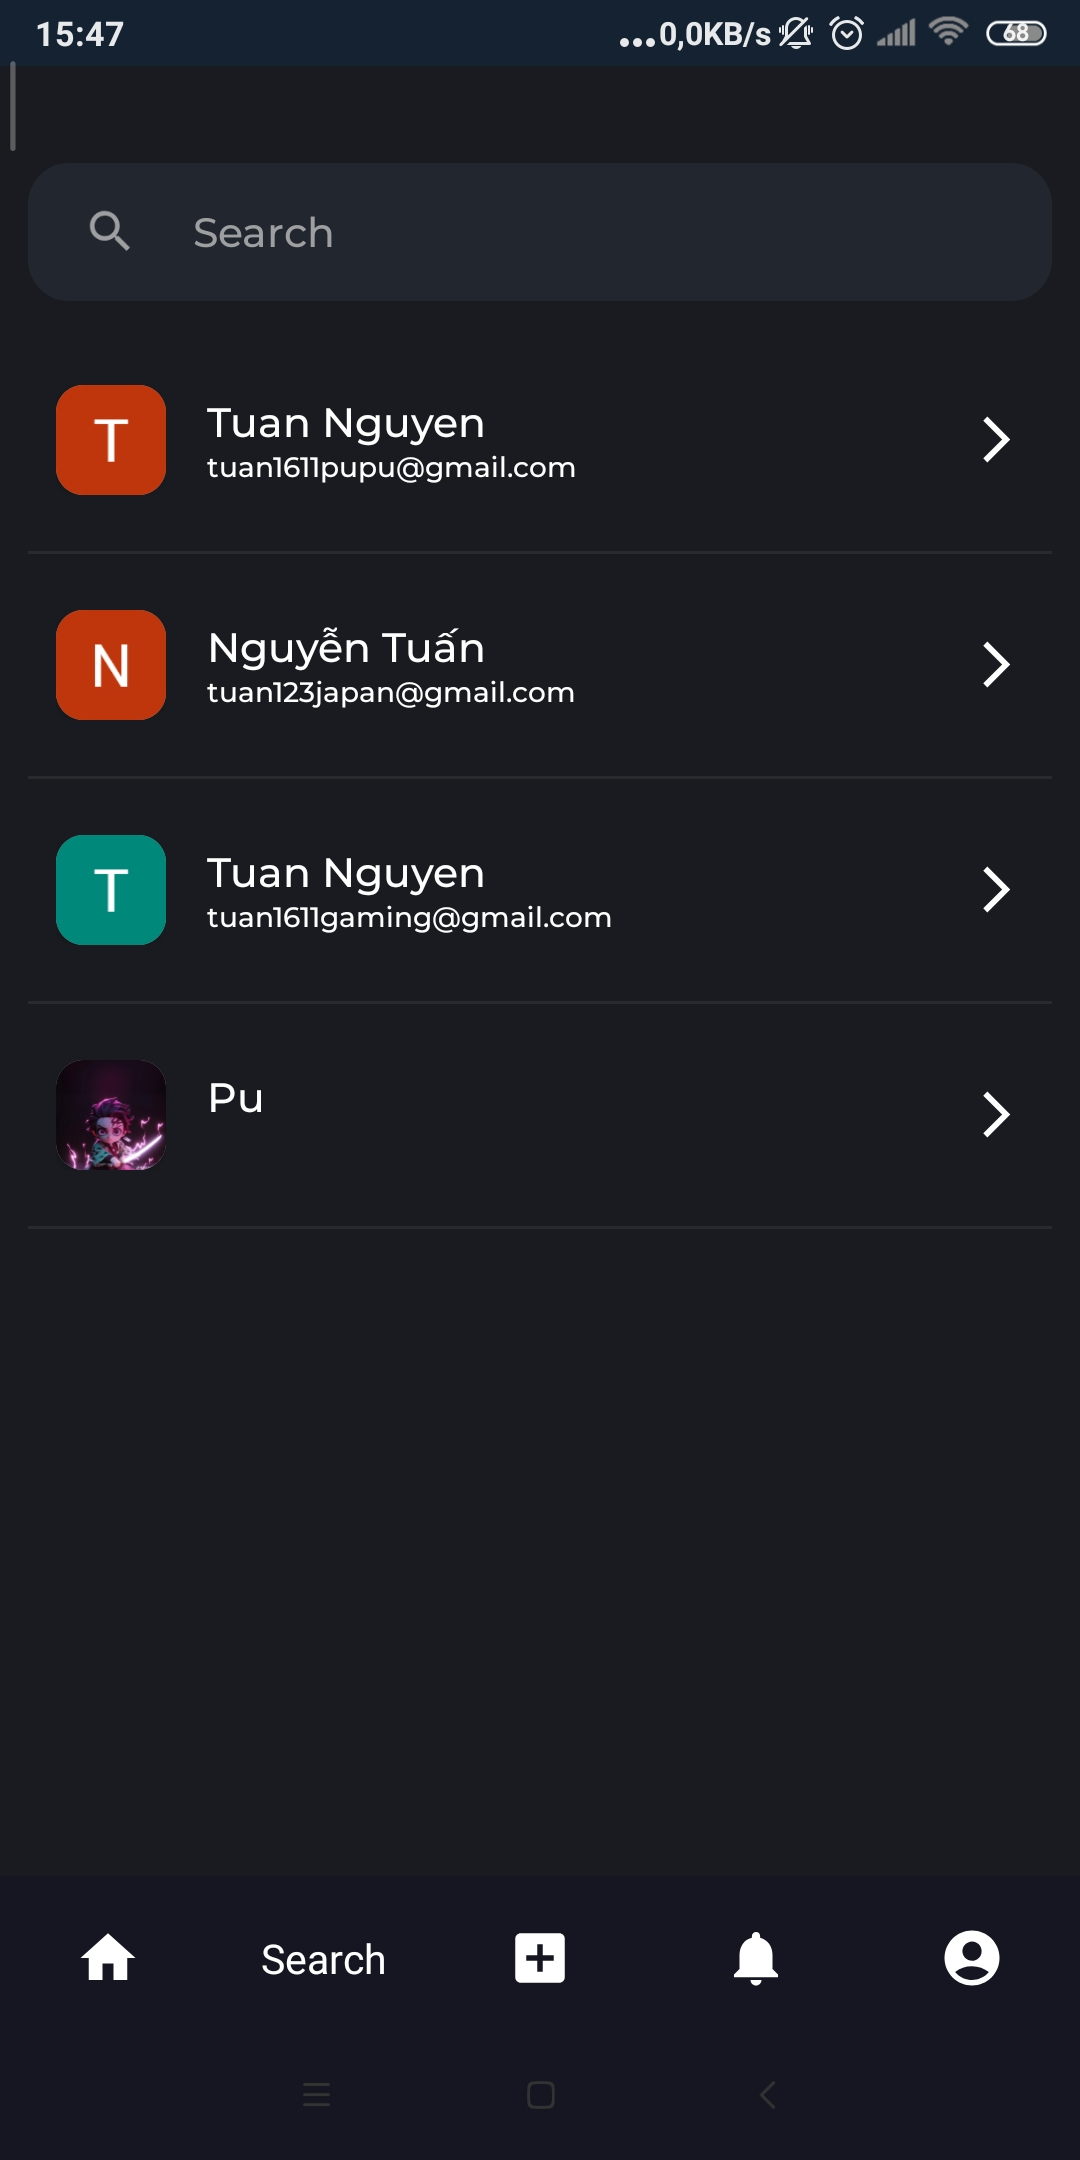 15:47
...0,0KB/s
68
Search
T
Tuan Nguyen
tuan1611pupu@gmail.com
N
Nguyễn Tuấn
tuan123japan@gmail.com
T
Tuan Nguyen
tuan1611gaming@gmail.com
Pu
Search